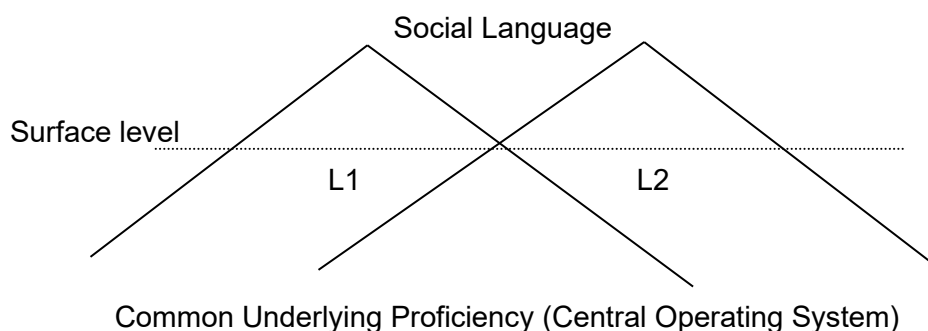 Social Language
Surface level
L1
L2
Common Underlying Proficiency (Central Operating System)